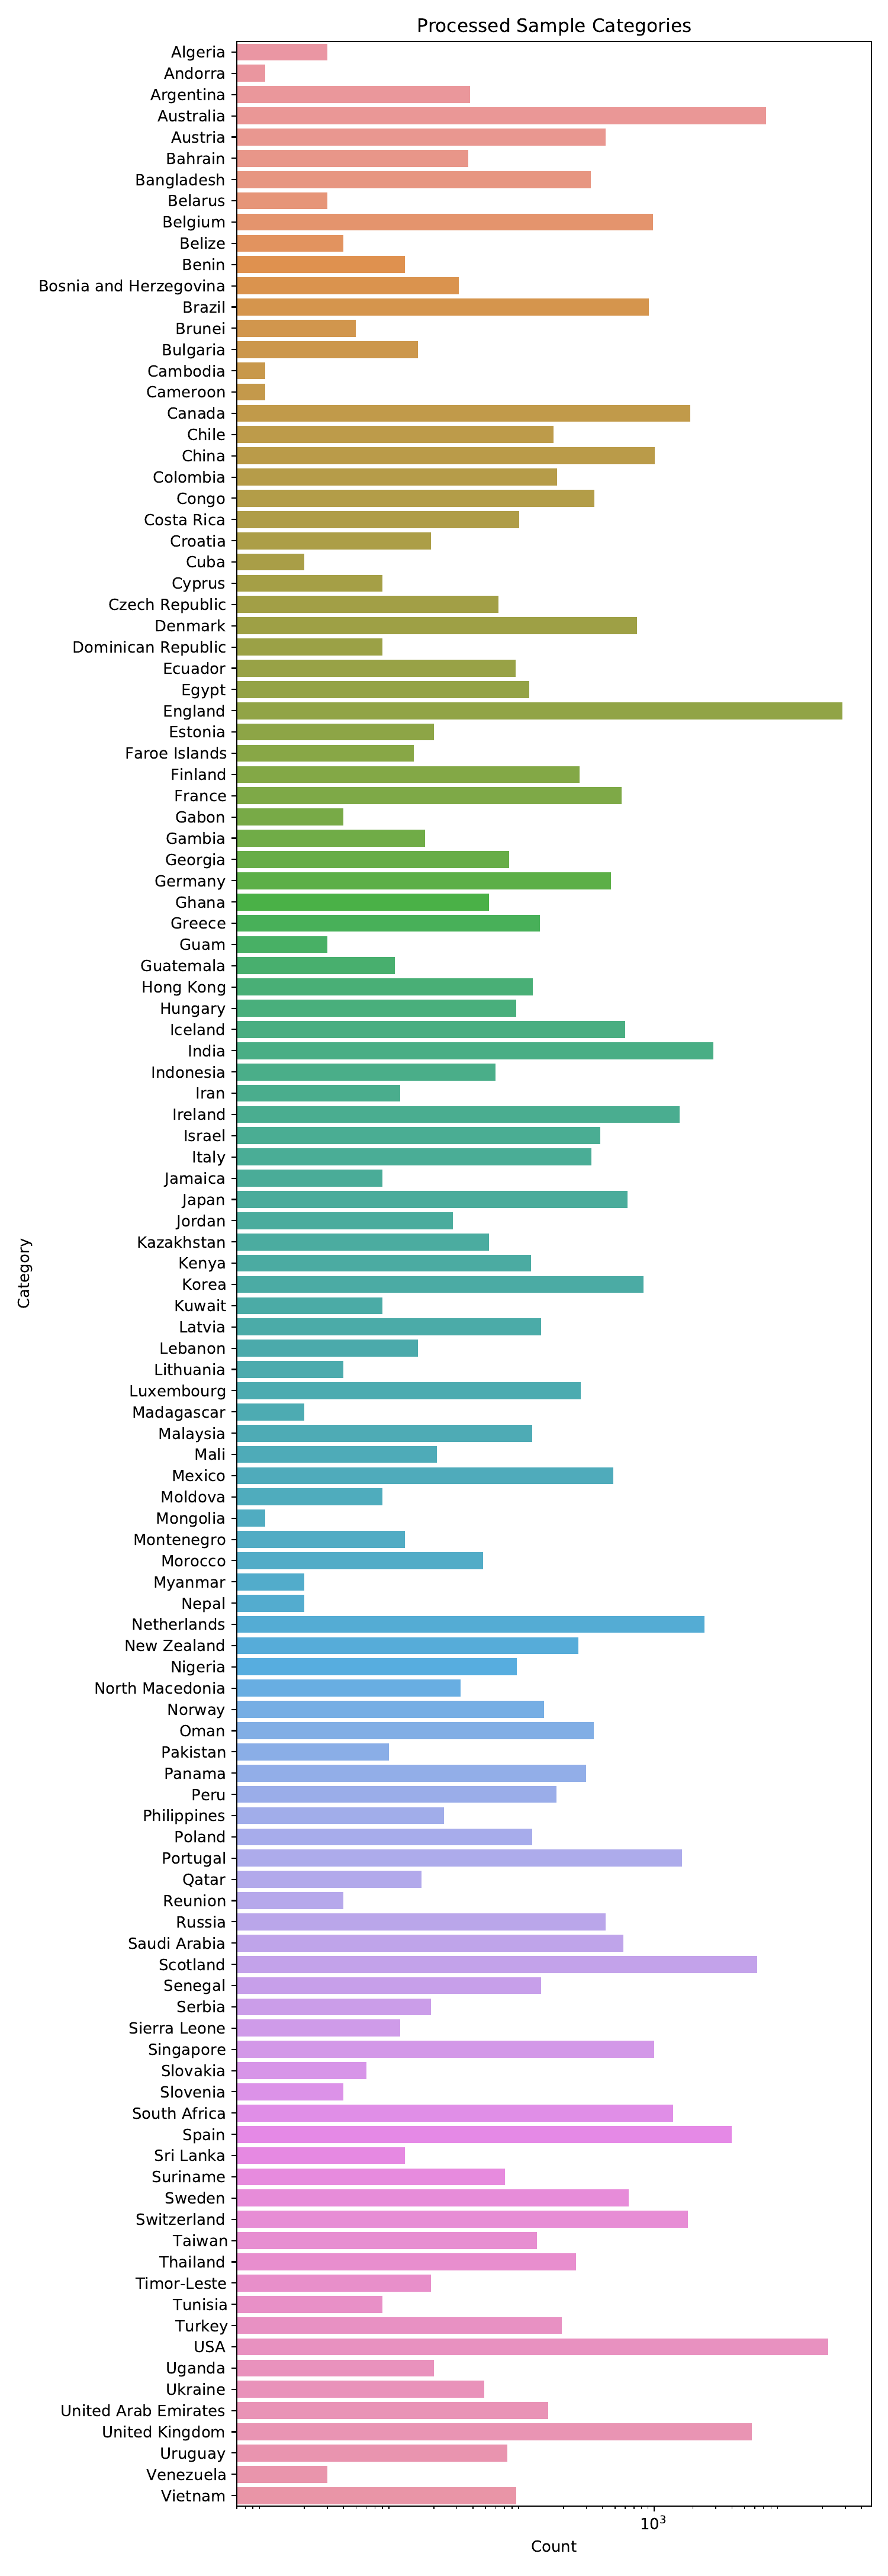 Processed Sample Categories
Algeria
Andorra
Argentina
Australia
Austria
Bahrain
Bangladesh
Belarus
Belgium
Belize
Benin
Bosnia and Herzegovina
Brazil
Brunei
Bulgaria
Cambodia
Cameroon
Canada
Chile
China
Colombia
Congo
Costa Rica
Croatia
Cuba
Cyprus
Czech Republic
Denmark
Dominican Republic
Ecuador
Egypt
England
Estonia
Faroe Islands
Finland
France
Gabon
Gambia
Georgia
Germany
Ghana
Greece
Guam
Guatemala
Hong Kong
Hungary
Iceland
India
Indonesia
Iran
Ireland
Israel
Italy
Jamaica
Japan
Jordan
Kazakhstan
Kenya
Korea
Kuwait
Latvia
Lebanon
Lithuania
Luxembourg
Madagascar
Malaysia
Mali
Mexico
Moldova
Mongolia
Montenegro
Morocco
Myanmar
Nepal
Netherlands
New Zealand
Nigeria
North Macedonia
Norway
Oman
Pakistan
Panama
Peru
Philippines
Poland
Portugal
Qatar
Reunion
Russia
Saudi Arabia
Scotland
Senegal
Serbia
Sierra Leone
Singapore
Slovakia
Slovenia
South Africa
Spain
Sri Lanka
Suriname
Sweden
Switzerland
Taiwan
Thailand
Timor-Leste
Tunisia
Turkey
USA
Uganda
Ukraine
United Arab Emirates
United Kingdom
Uruguay
Venezuela
Vietnam
Category
10³
Count